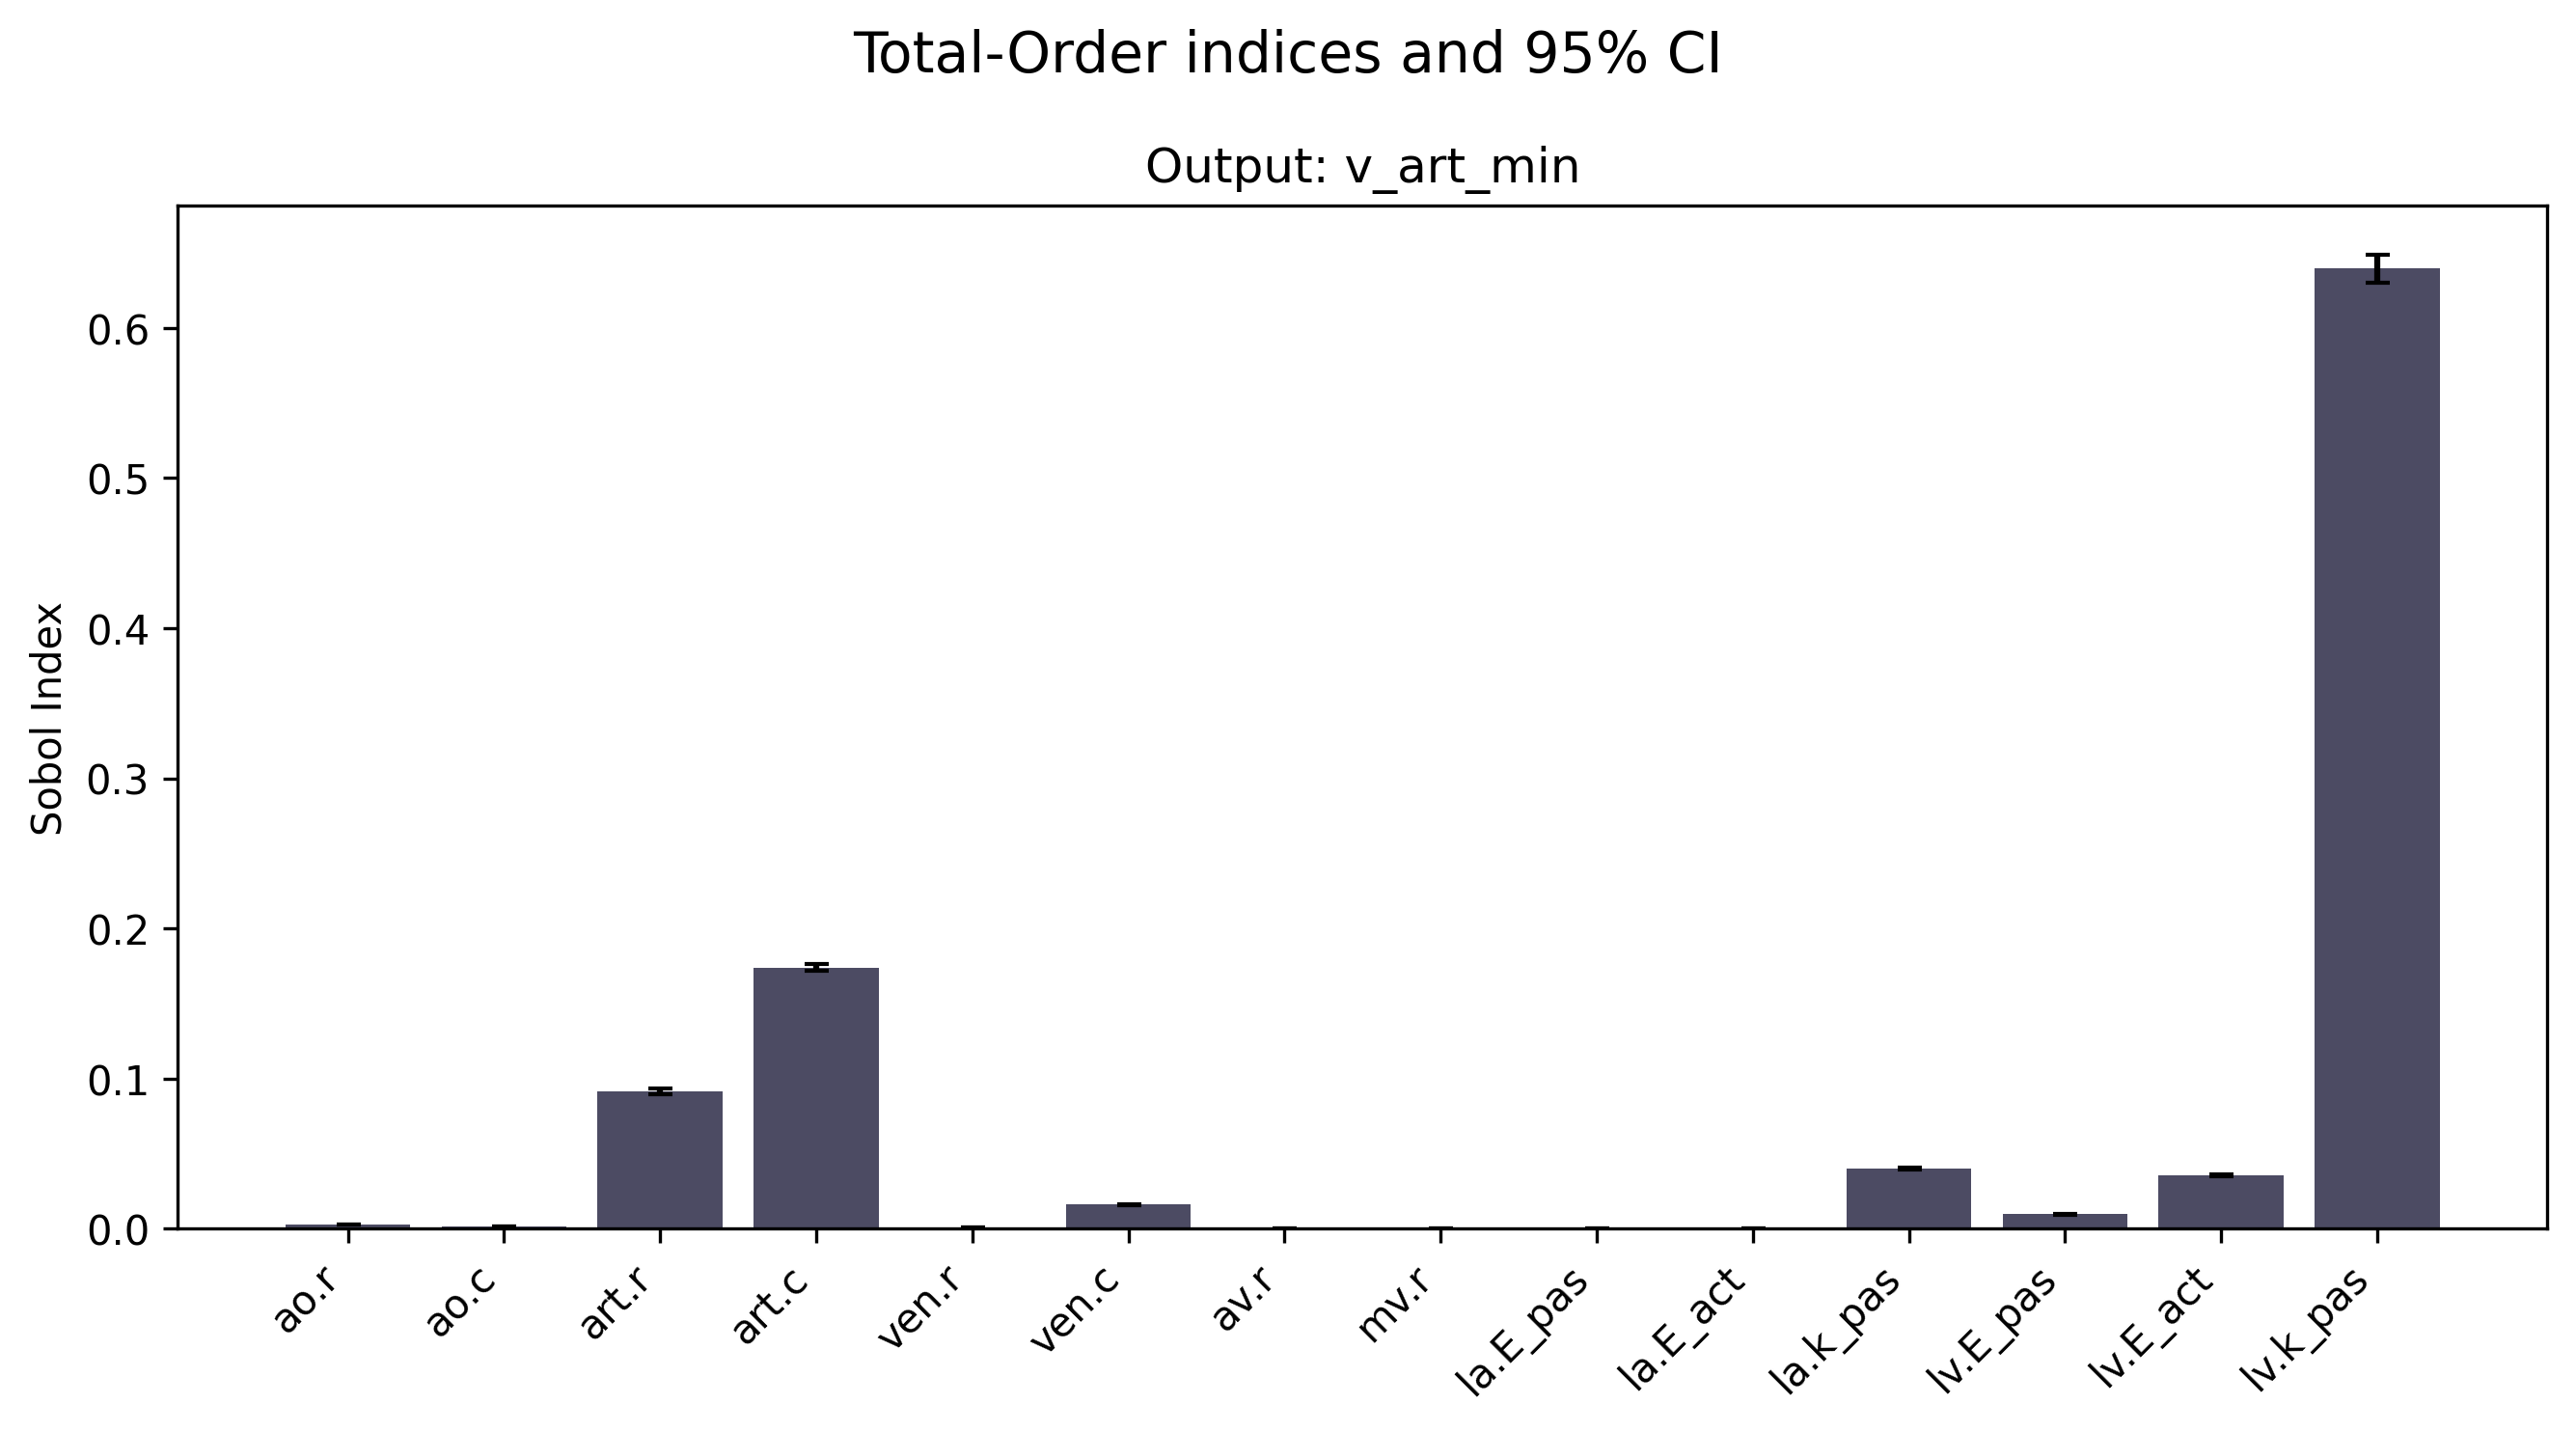 Total-Order indices and 95% CI
Output: v_art_min
Sobol Index
0.6
0.5
0.4
0.3
0.2
0.1
0.0
ao.r
ao.c
art.r
art.c
ven.r
ven.c
av.r
mv.r
la.E_pas
la.E_act
la.k_pas
lv.E_pas
lv.E_act
lv.k_pas